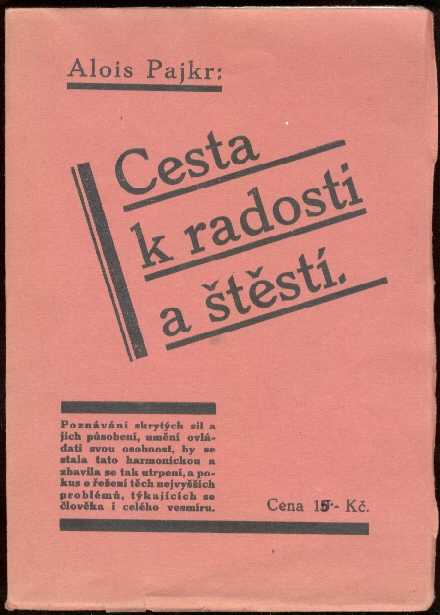 Alois Pajkr:
Cesta
k radosti
a štěstí.
Poznávání skrytých sil a
jich působení, umění ovlá-
dati svou osobnost, by se
stala tato harmonickou a
zbavila se tak utrpení, a po-
kus o řešení těch nejvyšších
problémů, týkajících se
člověka i celého vesmíru.
Cena 15·- Kč.